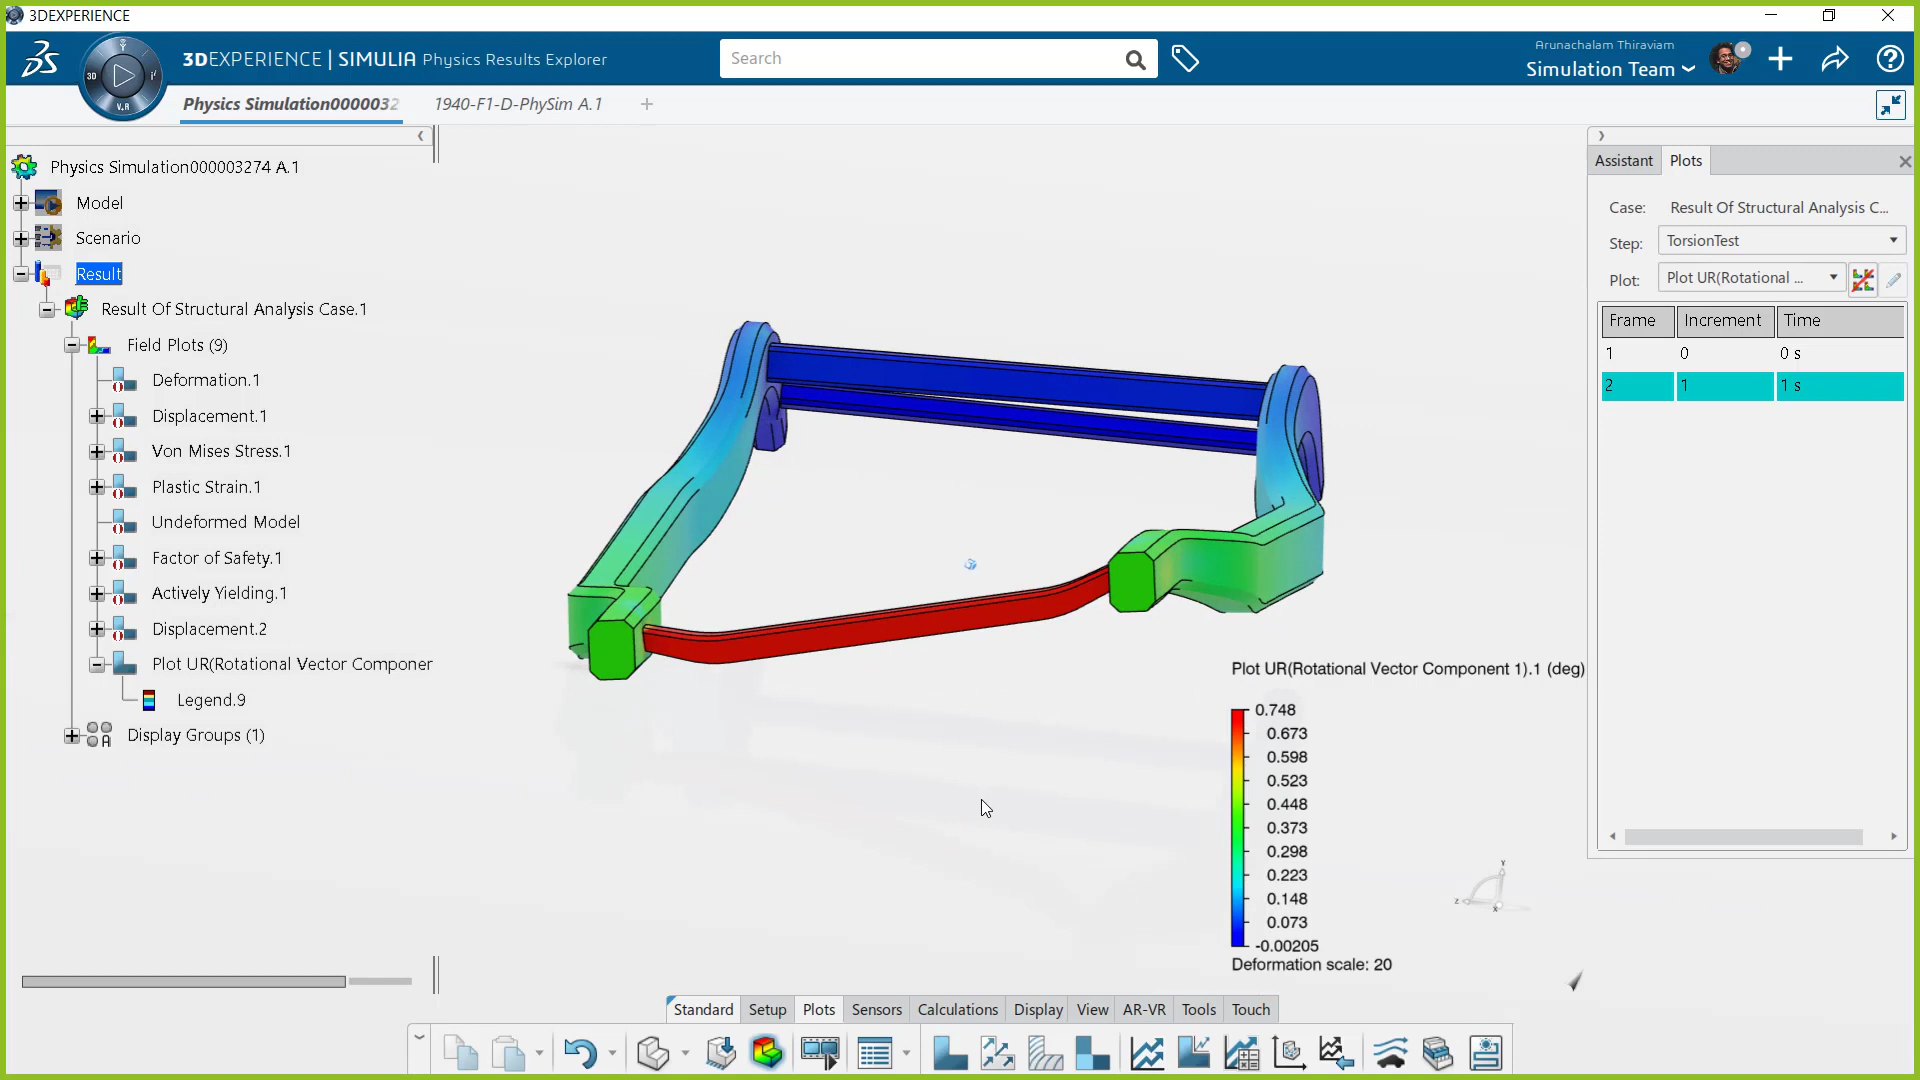 3DEXPERIENCE
3DEXPERIENCE | SIMULIA Physics Results Explorer
Search
Arunachalam Thiraviam
Simulation Team
3D
V.R
Physics Simulation0000032
1940-F1-D-PhySim A.1
Physics Simulation000003274 A.1
Model
Scenario
Result
Result Of Structural Analysis Case.1
Field Plots (9)
Deformation.1
Displacement.1
Von Mises Stress.1
Plastic Strain.1
Undeformed Model
Factor of Safety.1
Actively Yielding.1
Displacement.2
Plot UR(Rotational Vector Componer
Legend.9
Display Groups (1)
Assistant
Plots
Case: Result Of Structural Analysis C...
Step: TorsionTest
Plot: Plot UR(Rotational ...
Frame Increment Time
1 0 0 s
2 1 1 s
Plot UR(Rotational Vector Component 1).1 (deg)
0.748
0.673
0.598
0.523
0.448
0.373
0.298
0.223
0.148
0.073
-0.00205
Deformation scale: 20
Y
Z
X
Standard Setup Plots Sensors Calculations Display View AR-VR Tools Touch